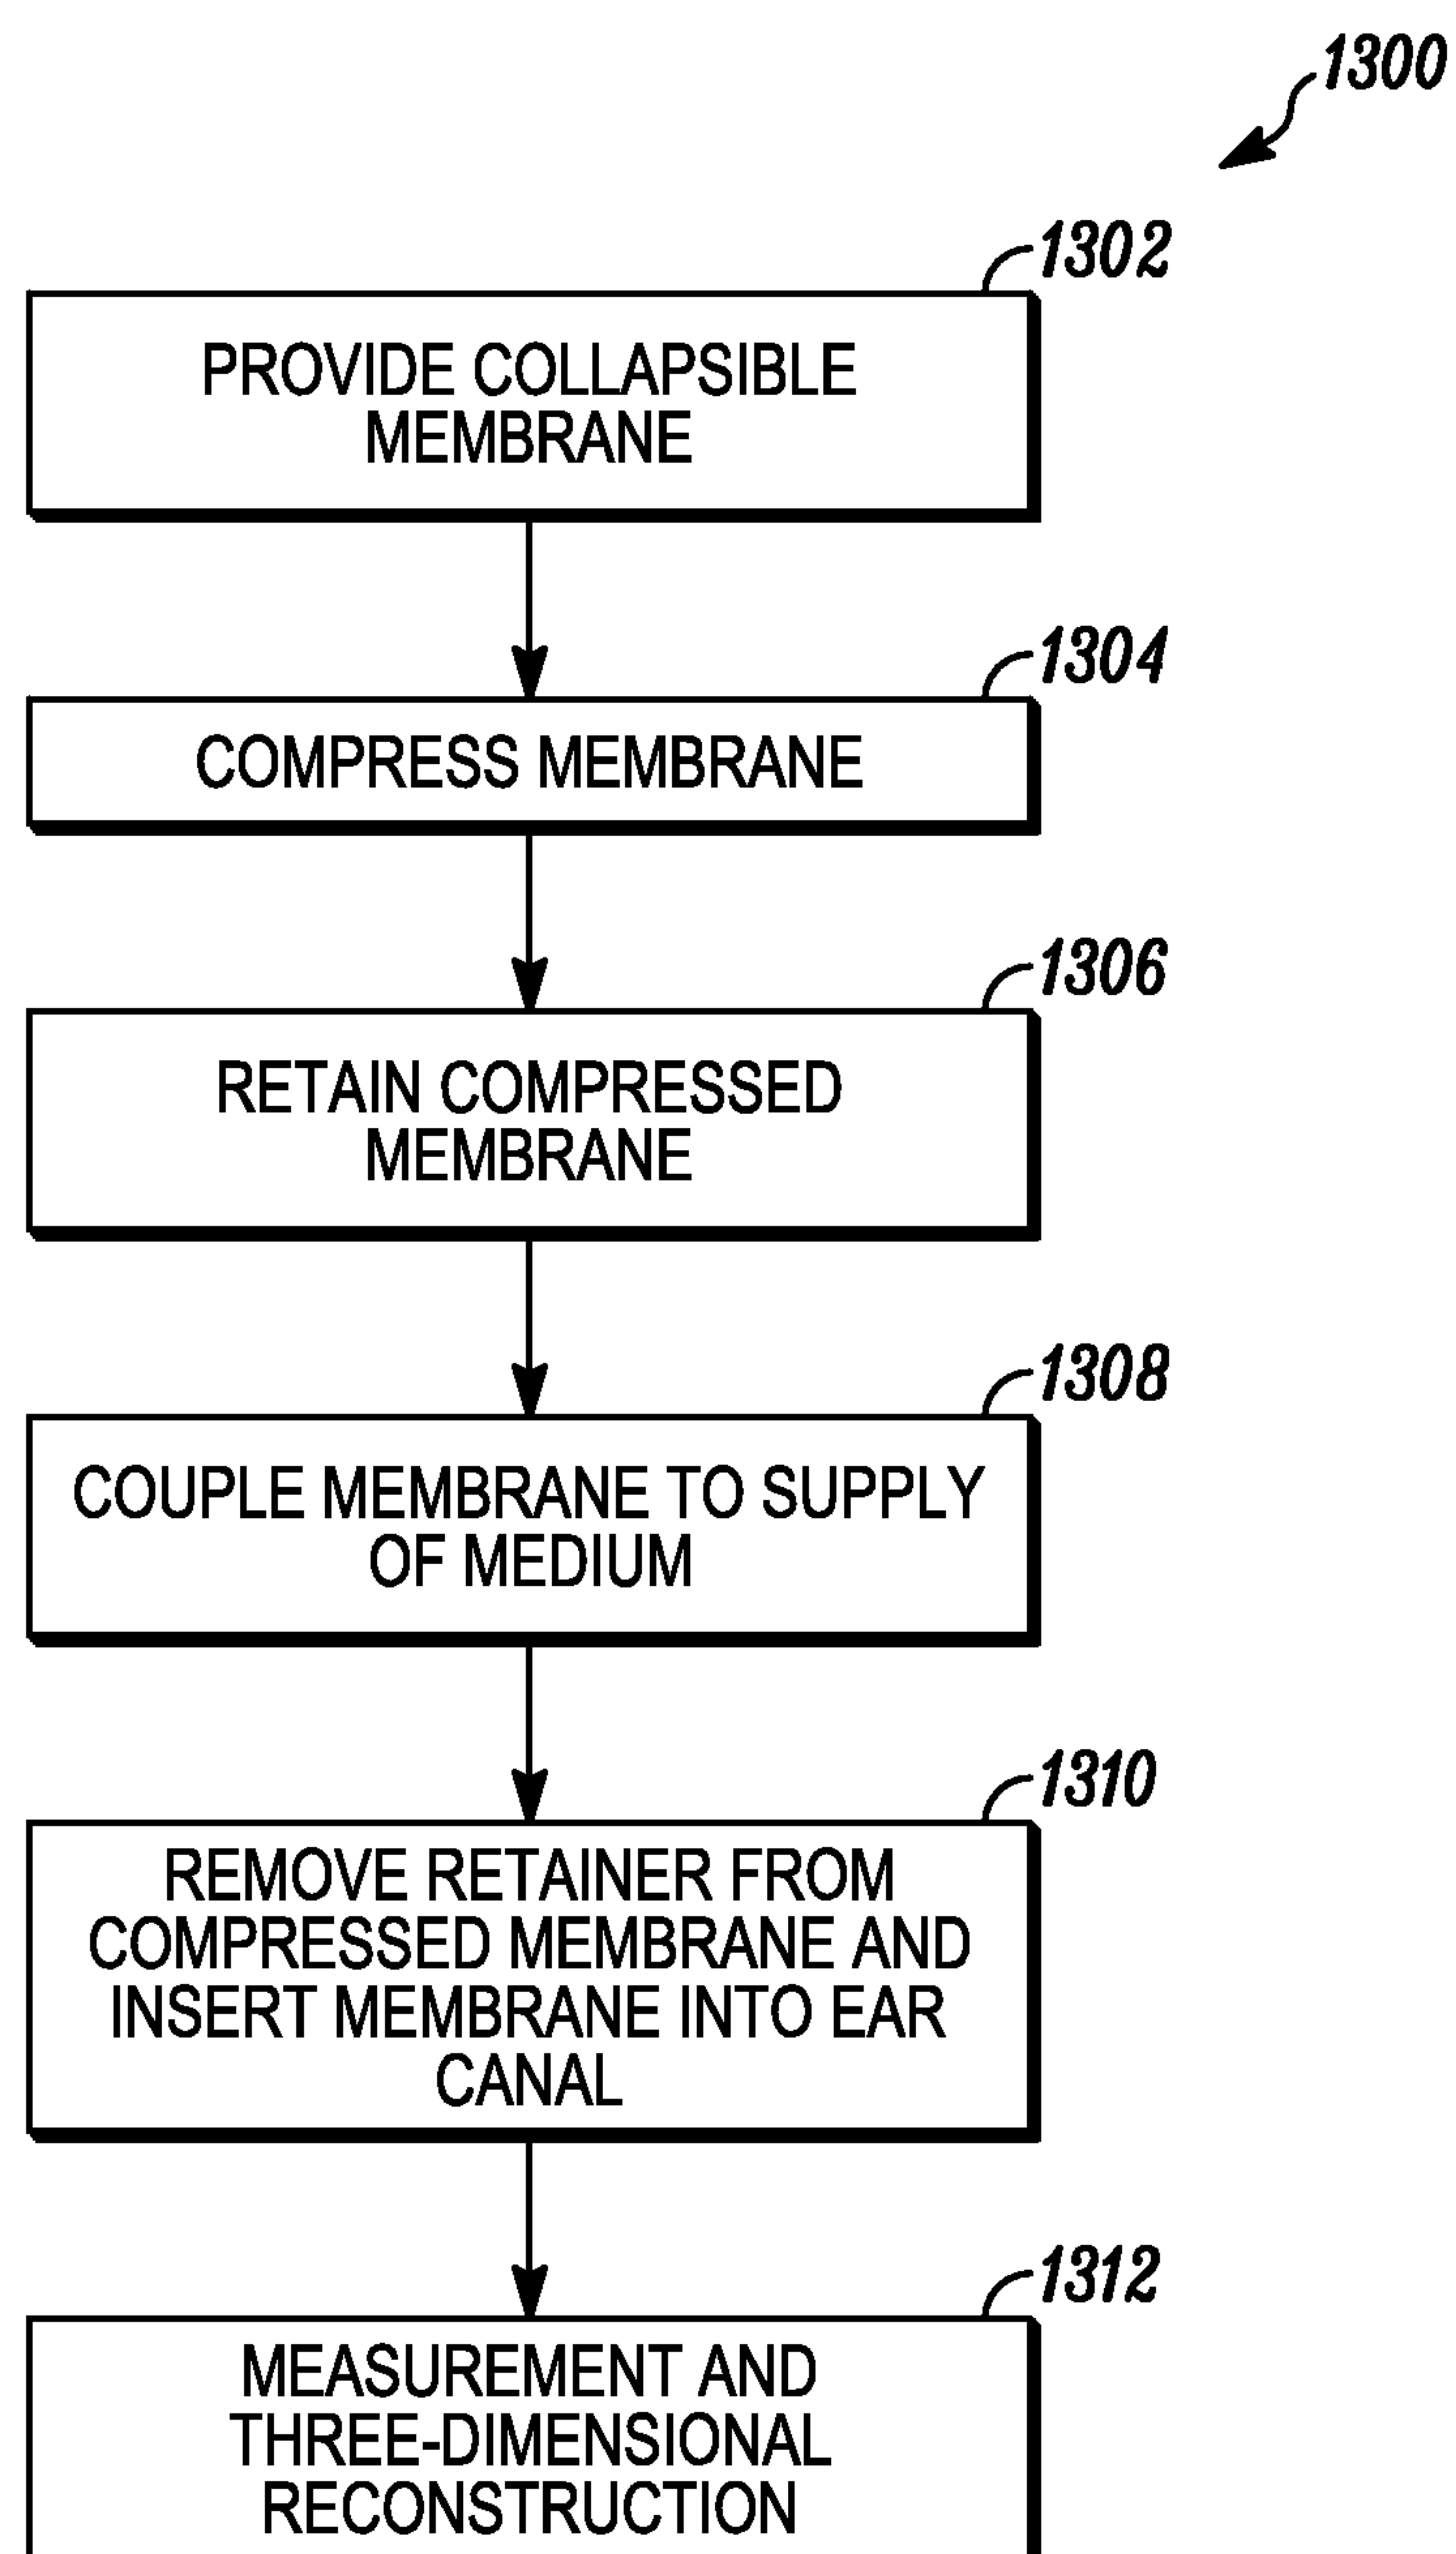 1300
1302
PROVIDE COLLAPSIBLE
MEMBRANE
1304
COMPRESS MEMBRANE
1306
RETAIN COMPRESSED
MEMBRANE
1308
COUPLE MEMBRANE TO SUPPLY
OF MEDIUM
1310
REMOVE RETAINER FROM
COMPRESSED MEMBRANE AND
INSERT MEMBRANE INTO EAR
CANAL
1312
MEASUREMENT AND
THREE-DIMENSIONAL
RECONSTRUCTION